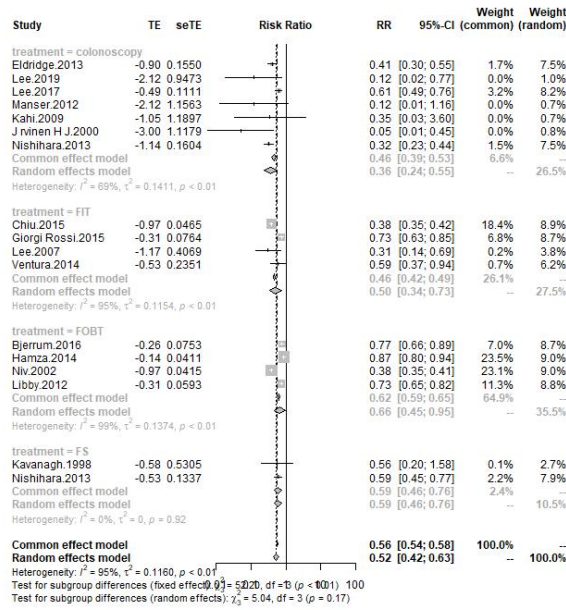 Weight Weight
Study TE seTE Risk Ratio RR 95%-CI (common) (random)
treatment = colonoscopy
Eldridge.2013 -0.90 0.1550 0.41 [0.30; 0.55] 1.7% 7.5%
Lee.2019 -2.12 0.9473 0.12 [0.02; 0.77] 0.0% 1.0%
Lee.2017 -0.49 0.1111 0.61 [0.49; 0.76] 3.2% 8.2%
Manser.2012 -2.12 1.1563 0.12 [0.01; 1.16] 0.0% 0.7%
Kahi.2009 -1.05 1.1897 0.35 [0.03; 3.60] 0.0% 0.7%
J rvinen H J.2000 -3.00 1.1179 0.05 [0.01; 0.45] 0.0% 0.8%
Nishihara.2013 -1.14 0.1604 0.32 [0.23; 0.44] 1.5% 7.5%
Common effect model 0.46 [0.39; 0.53] 6.6% --
Random effects model 0.36 [0.24; 0.55] -- 26.5%
Heterogeneity: I² = 69%, τ² = 0.1411, p < 0.01
treatment = FIT
Chiu.2015 -0.97 0.0465 0.38 [0.35; 0.42] 18.4% 8.9%
Giorgi Rossi.2015 -0.31 0.0764 0.73 [0.63; 0.85] 6.8% 8.7%
Lee.2007 -1.17 0.4069 0.31 [0.14; 0.69] 0.2% 3.8%
Ventura.2014 -0.53 0.2351 0.59 [0.37; 0.94] 0.7% 6.2%
Common effect model 0.46 [0.42; 0.49] 26.1% --
Random effects model 0.50 [0.34; 0.73] -- 27.5%
Heterogeneity: I² = 95%, τ² = 0.1154, p < 0.01
treatment = FOBT
Bjerrum.2016 -0.26 0.0753 0.77 [0.66; 0.89] 7.0% 8.7%
Hamza.2014 -0.14 0.0411 0.87 [0.80; 0.94] 23.5% 9.0%
Niv.2002 -0.97 0.0415 0.38 [0.35; 0.41] 23.1% 9.0%
Libby.2012 -0.31 0.0593 0.73 [0.65; 0.82] 11.3% 8.8%
Common effect model 0.62 [0.59; 0.65] 64.9% --
Random effects model 0.66 [0.45; 0.95] -- 35.5%
Heterogeneity: I² = 99%, τ² = 0.1374, p < 0.01
treatment = FS
Kavanagh.1998 -0.58 0.5305 0.56 [0.20; 1.58] 0.1% 2.7%
Nishihara.2013 -0.53 0.1337 0.59 [0.45; 0.77] 2.2% 7.9%
Common effect model 0.59 [0.46; 0.76] 2.4% --
Random effects model 0.59 [0.46; 0.76] -- 10.5%
Heterogeneity: I² = 0%, τ² = 0, p = 0.92
Common effect model 0.56 [0.54; 0.58] 100.0% --
Random effects model 0.52 [0.42; 0.63] -- 100.0%
Heterogeneity: I² = 95%, τ² = 0.1160, p < 0.01
Test for subgroup differences (fixed effect): df = 3 (p < 0.01) 10 100
Test for subgroup differences (random effects): χ²₃ = 5.04, df = 3 (p = 0.17)